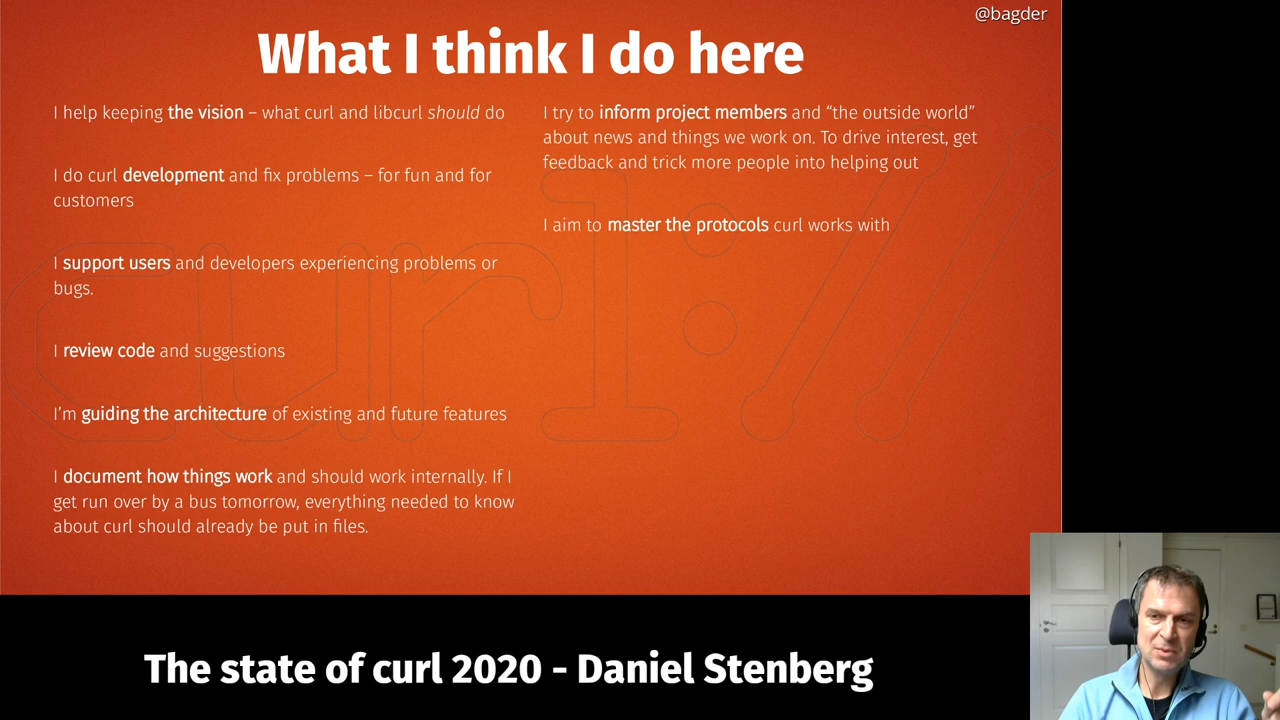 @bagder
What I think I do here
I help keeping the vision – what curl and libcurl should do
I do curl development and fix problems – for fun and for
customers
I support users and developers experiencing problems or
bugs.
I review code and suggestions
I'm guiding the architecture of existing and future features
I document how things work and should work internally. If I
get run over by a bus tomorrow, everything needed to know
about curl should already be put in files.
I try to inform project members and “the outside world”
about news and things we work on. To drive interest, get
feedback and trick more people into helping out
I aim to master the protocols curl works with
curl://
The state of curl 2020 - Daniel Stenberg